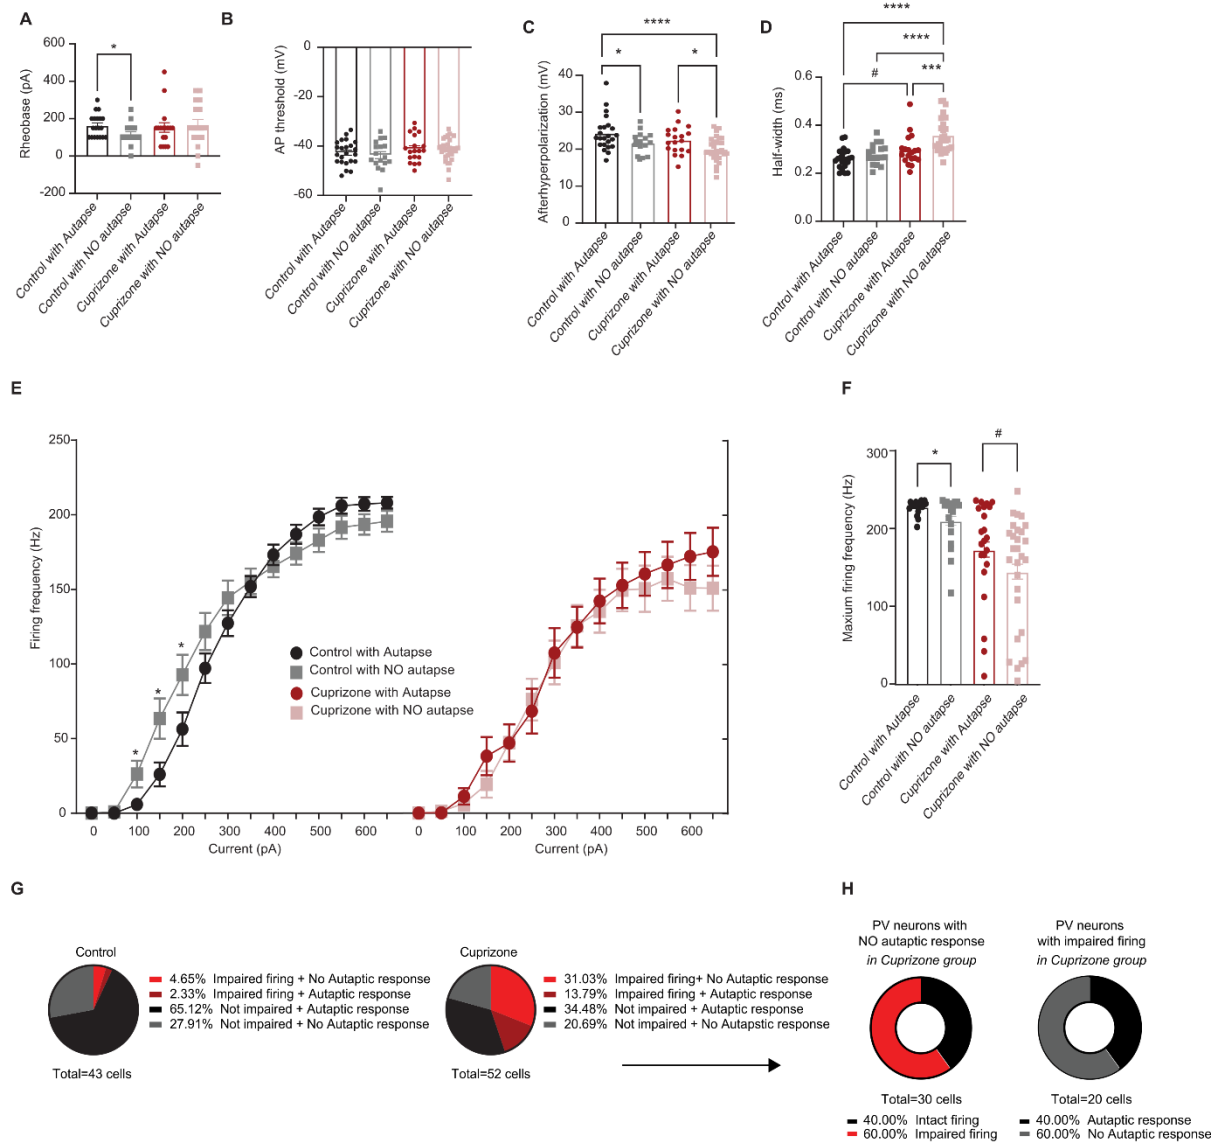 A
Rheobase (pA)
600
400
200
0
-200
*
Control with Autapse
Control with NO autapse
Cuprizone with Autapse
Cuprizone with NO autapse
B
AP threshold (mV)
0
-20
-40
-60
Control with Autapse
Control with NO autapse
Cuprizone with Autapse
Cuprizone with NO autapse
C
Afterhyperpolarization (mV)
40
30
20
10
0
****
*
*
Control with Autapse
Control with NO autapse
Cuprizone with Autapse
Cuprizone with NO autapse
D
Half-width (ms)
0.6
0.4
0.2
0.0
****
****
#
***
Control with Autapse
Control with NO autapse
Cuprizone with Autapse
Cuprizone with NO autapse
E
Firing frequency (Hz)
250
200
150
100
50
0
*
*
*
Control with Autapse
Control with NO autapse
Cuprizone with Autapse
Cuprizone with NO autapse
0 100 200 300 400 500 600
Current (pA)
0 100 200 300 400 500 600
Current (pA)
F
Maxium firing frequency (Hz)
300
200
100
0
*
#
Control with Autapse
Control with NO autapse
Cuprizone with Autapse
Cuprizone with NO autapse
G
Control
4.65% Impaired firing + No Autaptic response
2.33% Impaired firing + Autaptic response
65.12% Not impaired + Autaptic response
27.91% Not impaired + No Autaptic response
Total=43 cells
Cuprizone
31.03% Impaired firing+ No Autaptic response
13.79% Impaired firing + Autaptic response
34.48% Not impaired + Autaptic response
20.69% Not impaired + No Autapstic response
Total=52 cells
H
PV neurons with
NO autaptic response
in Cuprizone group
Total=30 cells
40.00% Intact firing
60.00% Impaired firing
PV neurons
with impaired firing
in Cuprizone group
Total=20 cells
40.00% Autaptic response
60.00% No Autaptic response